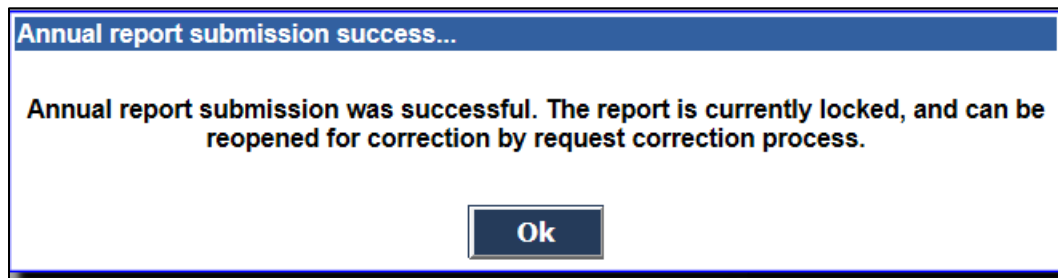 Annual report submission success...
Annual report submission was successful. The report is currently locked, and can be
reopened for correction by request correction process.
Ok